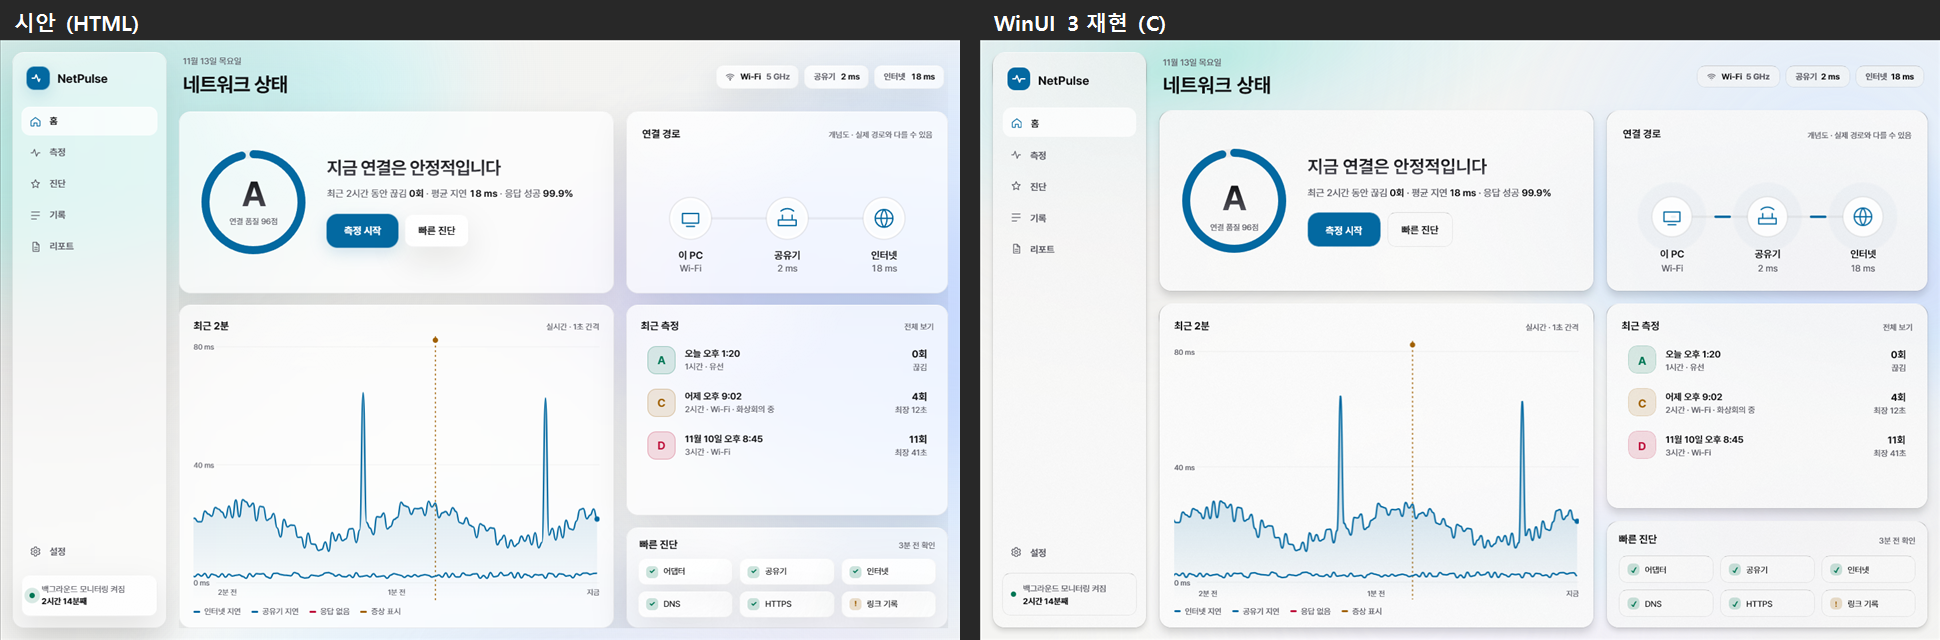 시안 (HTML)
NetPulse
홈
측정
진단
기록
리포트
설정
백그라운드 모니터링 켜짐
2시간 14분째
11월 13일 목요일
네트워크 상태
Wi-Fi 5 GHz
공유기 2 ms
인터넷 18 ms
A
연결 품질 96점
지금 연결은 안정적입니다
최근 2시간 동안 끊김 0회 · 평균 지연 18 ms · 응답 성공 99.9%
측정 시작
빠른 진단
연결 경로
개념도 · 실제 경로와 다를 수 있음
이 PC
Wi-Fi
공유기
2 ms
인터넷
18 ms
최근 2분
실시간 · 1초 간격
80 ms
40 ms
0 ms
2분 전
1분 전
지금
인터넷 지연
공유기 지연
응답 없음
증상 표시
최근 측정
전체 보기
A
오늘 오후 1:20
1시간 · 유선
0회
끊김
C
어제 오후 9:02
2시간 · Wi-Fi · 화상회의 중
4회
최장 12초
D
11월 10일 오후 8:45
3시간 · Wi-Fi
11회
최장 41초
빠른 진단
3분 전 확인
어댑터
공유기
인터넷
DNS
HTTPS
링크 기록
WinUI 3 재현 (C)
NetPulse
홈
측정
진단
기록
리포트
설정
백그라운드 모니터링 켜짐
2시간 14분째
11월 13일 목요일
네트워크 상태
Wi-Fi 5 GHz
공유기 2 ms
인터넷 18 ms
A
연결 품질 96점
지금 연결은 안정적입니다
최근 2시간 동안 끊김 0회 · 평균 지연 18 ms · 응답 성공 99.9%
측정 시작
빠른 진단
연결 경로
개념도 · 실제 경로와 다를 수 있음
이 PC
Wi-Fi
공유기
2 ms
인터넷
18 ms
최근 2분
실시간 · 1초 간격
80 ms
40 ms
0 ms
2분 전
1분 전
지금
인터넷 지연
공유기 지연
응답 없음
증상 표시
최근 측정
전체 보기
A
오늘 오후 1:20
1시간 · 유선
0회
끊김
C
어제 오후 9:02
2시간 · Wi-Fi · 화상회의 중
4회
최장 12초
D
11월 10일 오후 8:45
3시간 · Wi-Fi
11회
최장 41초
빠른 진단
3분 전 확인
어댑터
공유기
인터넷
DNS
HTTPS
링크 기록